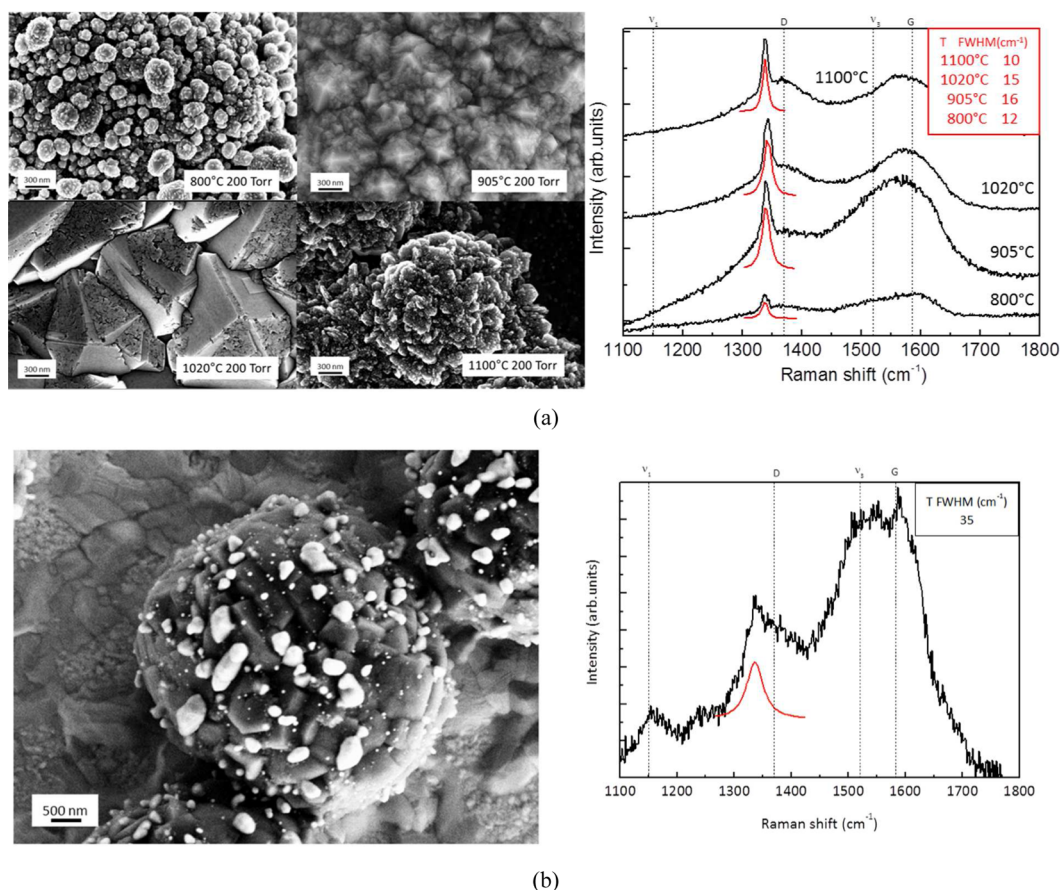 300 nm
800°C 200 Torr
300 nm
905°C 200 Torr
300 nm
1020°C 200 Torr
300 nm
1100°C 200 Torr
ν₁ D ν₃ G
T FWHM(cm⁻¹)
1100°C 10
1020°C 15
905°C 16
800°C 12
1100°C
1020°C
905°C
800°C
Intensity (arb.units)
1100 1200 1300 1400 1500 1600 1700 1800
Raman shift (cm⁻¹)
(a)
500 nm
ν₁ D ν₃ G
T FWHM (cm⁻¹)
35
Intensity (arb.units)
1100 1200 1300 1400 1500 1600 1700 1800
Raman shift (cm⁻¹)
(b)